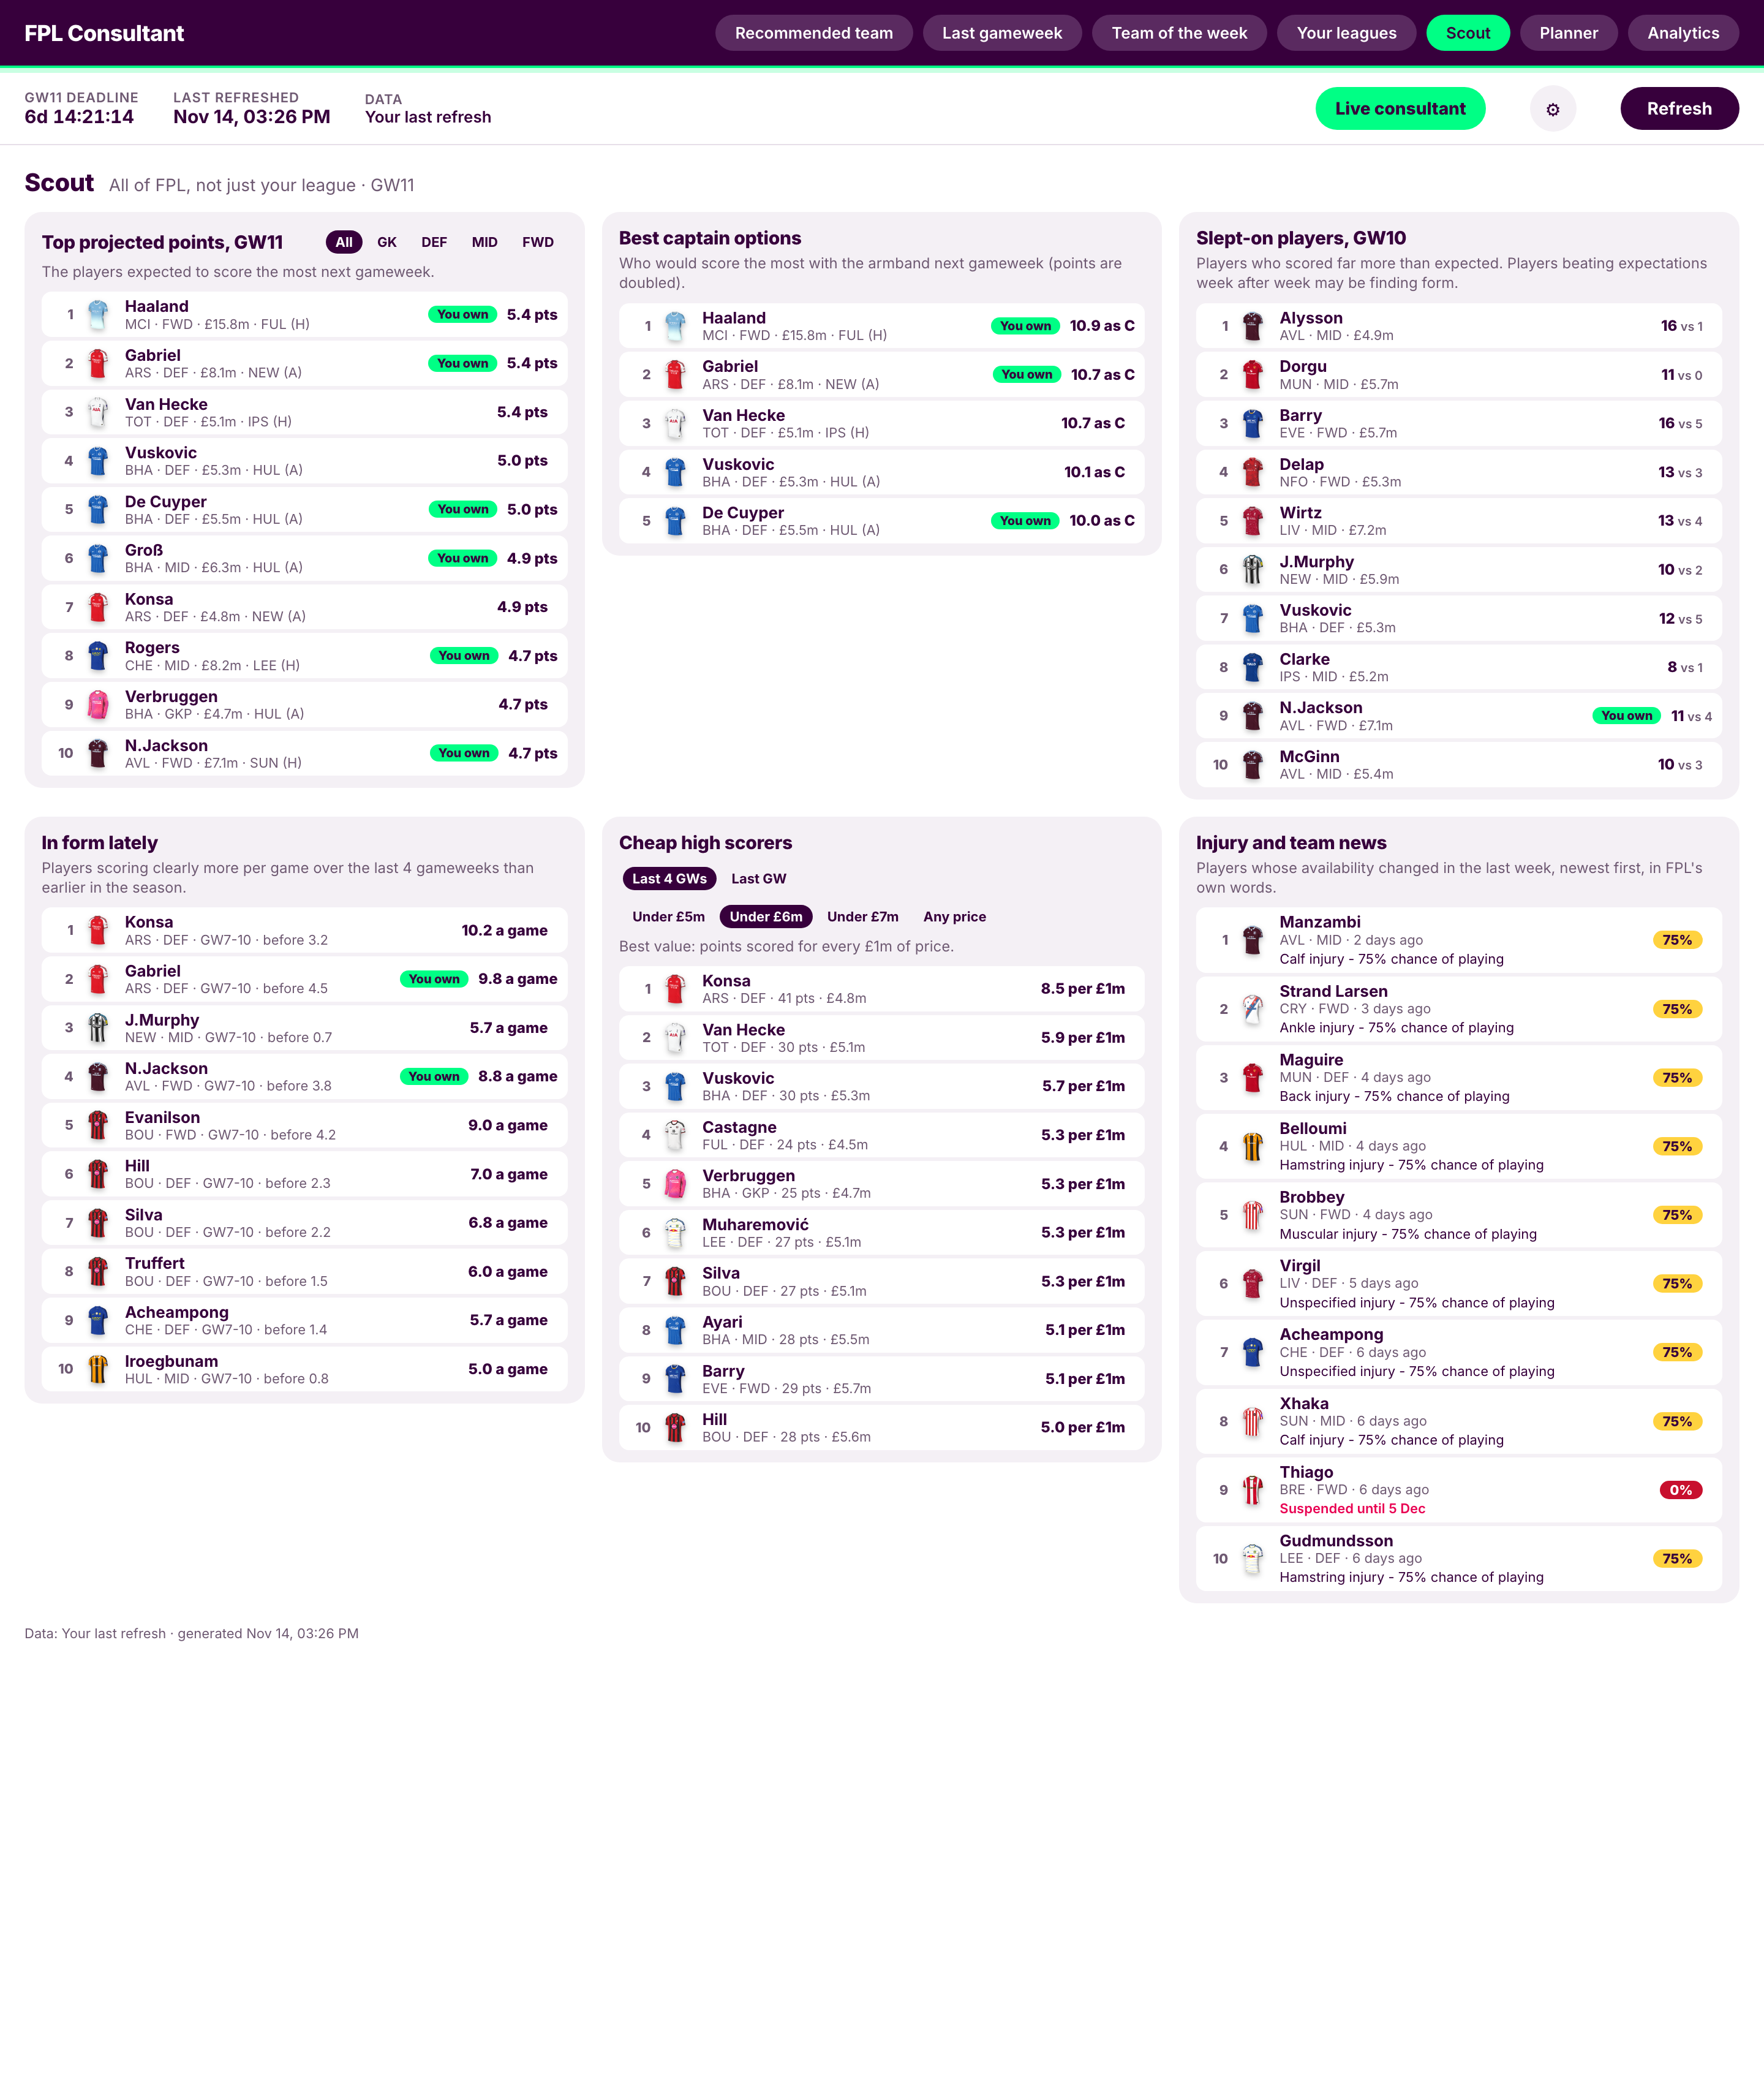 FPL Consultant
Recommended team
Last gameweek
Team of the week
Your leagues
Scout
Planner
Analytics
GW11 DEADLINE
6d 14:21:14
LAST REFRESHED
Nov 14, 03:26 PM
DATA
Your last refresh
Live consultant
Refresh
Scout All of FPL, not just your league · GW11
Top projected points, GW11
All GK DEF MID FWD
The players expected to score the most next gameweek.
1 Haaland You own 5.4 pts
MCI · FWD · £15.8m · FUL (H)
2 Gabriel You own 5.4 pts
ARS · DEF · £8.1m · NEW (A)
3 Van Hecke 5.4 pts
TOT · DEF · £5.1m · IPS (H)
4 Vuskovic 5.0 pts
BHA · DEF · £5.3m · HUL (A)
5 De Cuyper You own 5.0 pts
BHA · DEF · £5.5m · HUL (A)
6 Groß You own 4.9 pts
BHA · MID · £6.3m · HUL (A)
7 Konsa 4.9 pts
ARS · DEF · £4.8m · NEW (A)
8 Rogers You own 4.7 pts
CHE · MID · £8.2m · LEE (H)
9 Verbruggen 4.7 pts
BHA · GKP · £4.7m · HUL (A)
10 N.Jackson You own 4.7 pts
AVL · FWD · £7.1m · SUN (H)
Best captain options
Who would score the most with the armband next gameweek (points are
doubled).
1 Haaland You own 10.9 as C
MCI · FWD · £15.8m · FUL (H)
2 Gabriel You own 10.7 as C
ARS · DEF · £8.1m · NEW (A)
3 Van Hecke 10.7 as C
TOT · DEF · £5.1m · IPS (H)
4 Vuskovic 10.1 as C
BHA · DEF · £5.3m · HUL (A)
5 De Cuyper You own 10.0 as C
BHA · DEF · £5.5m · HUL (A)
Slept-on players, GW10
Players who scored far more than expected. Players beating expectations
week after week may be finding form.
1 Alysson 16 vs 1
AVL · MID · £4.9m
2 Dorgu 11 vs 0
MUN · MID · £5.7m
3 Barry 16 vs 5
EVE · FWD · £5.7m
4 Delap 13 vs 3
NFO · FWD · £5.3m
5 Wirtz 13 vs 4
LIV · MID · £7.2m
6 J.Murphy 10 vs 2
NEW · MID · £5.9m
7 Vuskovic 12 vs 5
BHA · DEF · £5.3m
8 Clarke 8 vs 1
IPS · MID · £5.2m
9 N.Jackson You own 11 vs 4
AVL · FWD · £7.1m
10 McGinn 10 vs 3
AVL · MID · £5.4m
In form lately
Players scoring clearly more per game over the last 4 gameweeks than
earlier in the season.
1 Konsa 10.2 a game
ARS · DEF · GW7-10 · before 3.2
2 Gabriel You own 9.8 a game
ARS · DEF · GW7-10 · before 4.5
3 J.Murphy 5.7 a game
NEW · MID · GW7-10 · before 0.7
4 N.Jackson You own 8.8 a game
AVL · FWD · GW7-10 · before 3.8
5 Evanilson 9.0 a game
BOU · FWD · GW7-10 · before 4.2
6 Hill 7.0 a game
BOU · DEF · GW7-10 · before 2.3
7 Silva 6.8 a game
BOU · DEF · GW7-10 · before 2.2
8 Truffert 6.0 a game
BOU · DEF · GW7-10 · before 1.5
9 Acheampong 5.7 a game
CHE · DEF · GW7-10 · before 1.4
10 Iroegbunam 5.0 a game
HUL · MID · GW7-10 · before 0.8
Cheap high scorers
Last 4 GWs Last GW
Under £5m Under £6m Under £7m Any price
Best value: points scored for every £1m of price.
1 Konsa 8.5 per £1m
ARS · DEF · 41 pts · £4.8m
2 Van Hecke 5.9 per £1m
TOT · DEF · 30 pts · £5.1m
3 Vuskovic 5.7 per £1m
BHA · DEF · 30 pts · £5.3m
4 Castagne 5.3 per £1m
FUL · DEF · 24 pts · £4.5m
5 Verbruggen 5.3 per £1m
BHA · GKP · 25 pts · £4.7m
6 Muharemović 5.3 per £1m
LEE · DEF · 27 pts · £5.1m
7 Silva 5.3 per £1m
BOU · DEF · 27 pts · £5.1m
8 Ayari 5.1 per £1m
BHA · MID · 28 pts · £5.5m
9 Barry 5.1 per £1m
EVE · FWD · 29 pts · £5.7m
10 Hill 5.0 per £1m
BOU · DEF · 28 pts · £5.6m
Injury and team news
Players whose availability changed in the last week, newest first, in FPL's
own words.
1 Manzambi 75%
AVL · MID · 2 days ago
Calf injury - 75% chance of playing
2 Strand Larsen 75%
CRY · FWD · 3 days ago
Ankle injury - 75% chance of playing
3 Maguire 75%
MUN · DEF · 4 days ago
Back injury - 75% chance of playing
4 Belloumi 75%
HUL · MID · 4 days ago
Hamstring injury - 75% chance of playing
5 Brobbey 75%
SUN · FWD · 4 days ago
Muscular injury - 75% chance of playing
6 Virgil 75%
LIV · DEF · 5 days ago
Unspecified injury - 75% chance of playing
7 Acheampong 75%
CHE · DEF · 6 days ago
Unspecified injury - 75% chance of playing
8 Xhaka 75%
SUN · MID · 6 days ago
Calf injury - 75% chance of playing
9 Thiago 0%
BRE · FWD · 6 days ago
Suspended until 5 Dec
10 Gudmundsson 75%
LEE · DEF · 6 days ago
Hamstring injury - 75% chance of playing
Data: Your last refresh · generated Nov 14, 03:26 PM